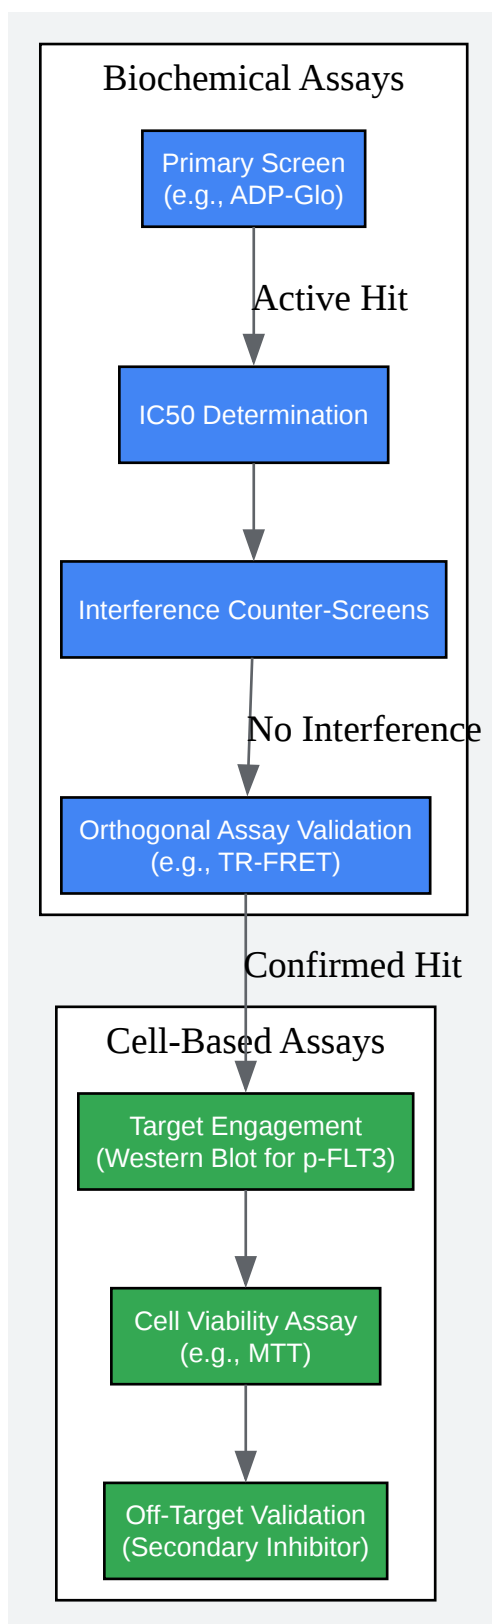 Biochemical Assays
Primary Screen
(e.g., ADP-Glo)
Active Hit
IC50 Determination
Interference Counter-Screens
No Interference
Orthogonal Assay Validation
(e.g., TR-FRET)
Confirmed Hit
Cell-Based Assays
Target Engagement
(Western Blot for p-FLT3)
Cell Viability Assay
(e.g., MTT)
Off-Target Validation
(Secondary Inhibitor)